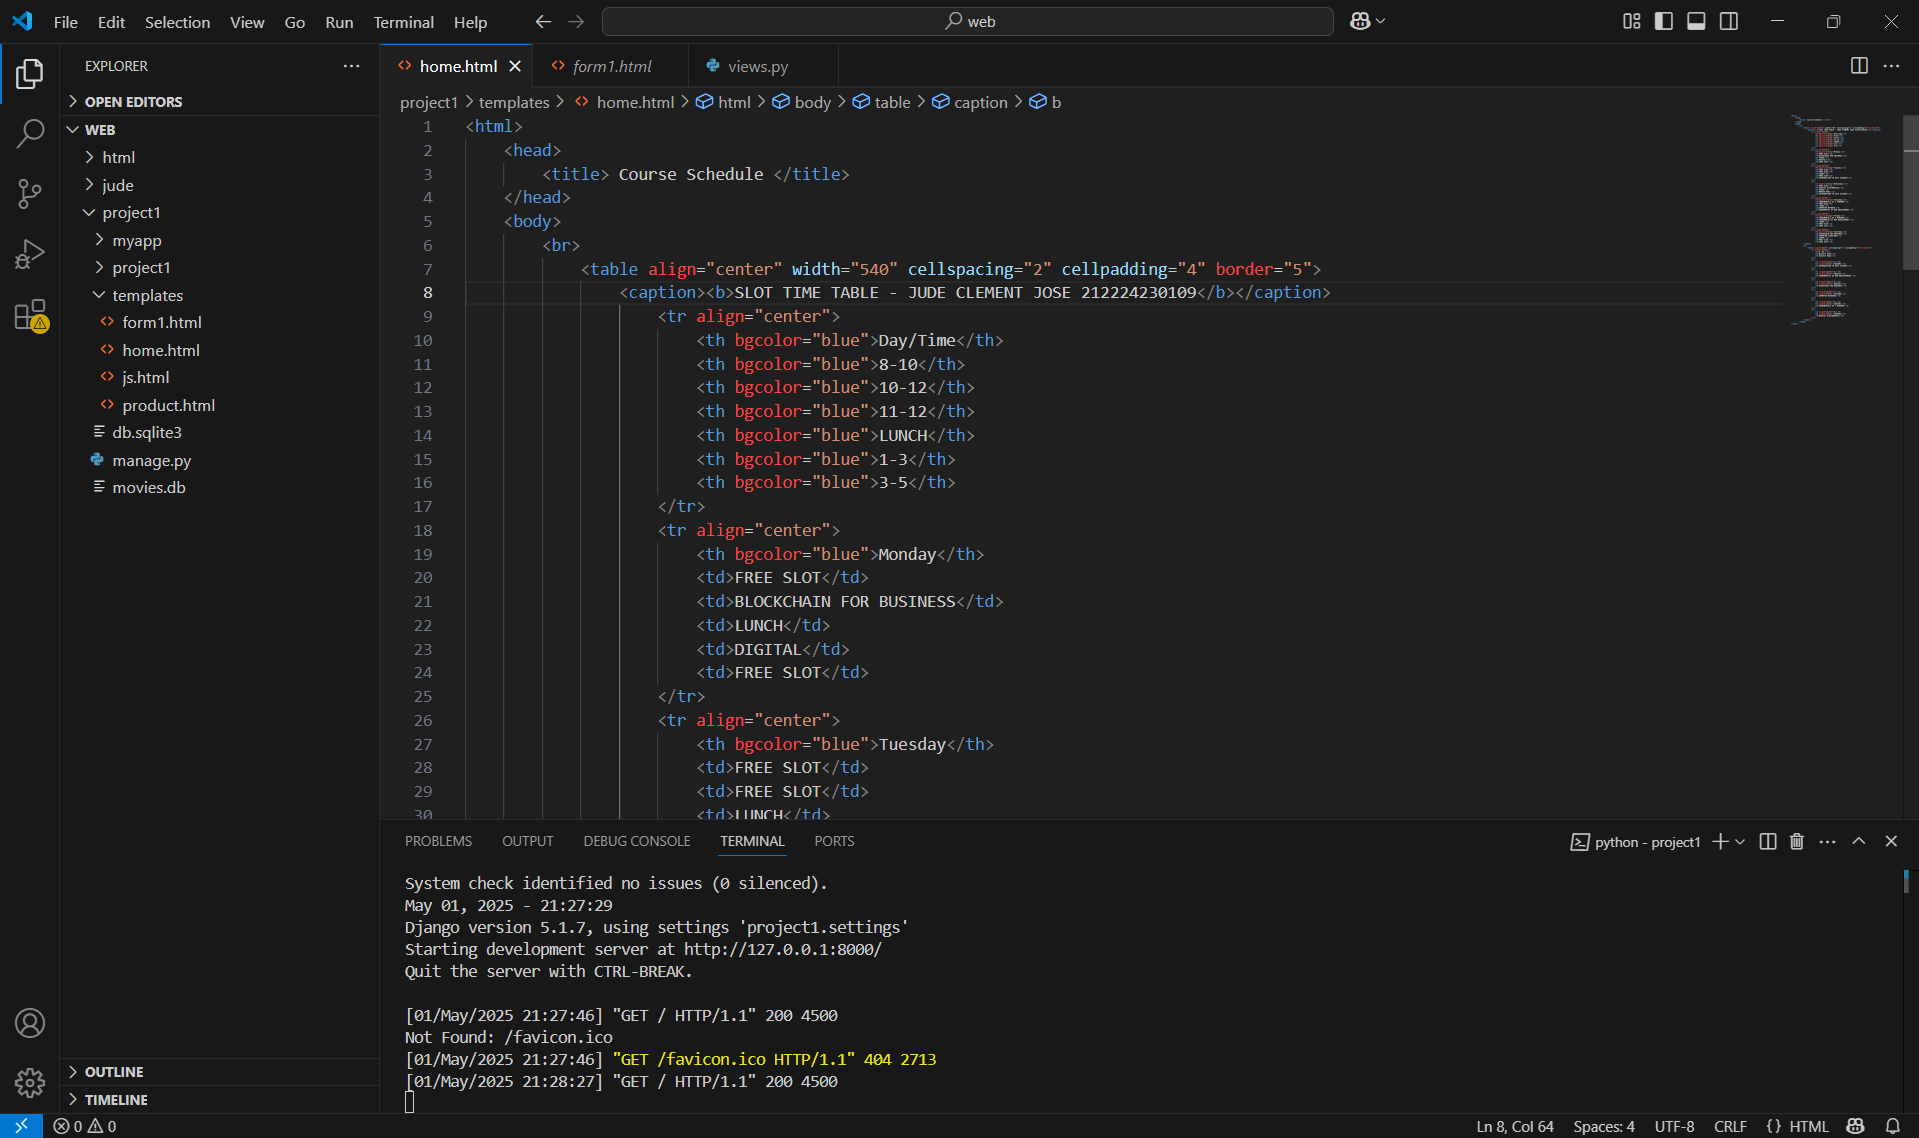 File Edit Selection View Go Run Terminal Help web
EXPLORER
OPEN EDITORS
WEB
html
jude
project1
myapp
project1
templates
form1.html
home.html
js.html
product.html
db.sqlite3
manage.py
movies.db
OUTLINE
TIMELINE
home.html form1.html views.py
project1 > templates > home.html > html > body > table > caption > b
1 <html>
2 <head>
3 <title> Course Schedule </title>
4 </head>
5 <body>
6 <br>
7 <table align="center" width="540" cellspacing="2" cellpadding="4" border="5">
8 <caption><b>SLOT TIME TABLE - JUDE CLEMENT JOSE 212224230109</b></caption>
9 <tr align="center">
10 <th bgcolor="blue">Day/Time</th>
11 <th bgcolor="blue">8-10</th>
12 <th bgcolor="blue">10-12</th>
13 <th bgcolor="blue">11-12</th>
14 <th bgcolor="blue">LUNCH</th>
15 <th bgcolor="blue">1-3</th>
16 <th bgcolor="blue">3-5</th>
17 </tr>
18 <tr align="center">
19 <th bgcolor="blue">Monday</th>
20 <td>FREE SLOT</td>
21 <td>BLOCKCHAIN FOR BUSINESS</td>
22 <td>LUNCH</td>
23 <td>DIGITAL</td>
24 <td>FREE SLOT</td>
25 </tr>
26 <tr align="center">
27 <th bgcolor="blue">Tuesday</th>
28 <td>FREE SLOT</td>
29 <td>FREE SLOT</td>
30 <td>LUNCH</td>
PROBLEMS OUTPUT DEBUG CONSOLE TERMINAL PORTS python - project1
System check identified no issues (0 silenced).
May 01, 2025 - 21:27:29
Django version 5.1.7, using settings 'project1.settings'
Starting development server at http://127.0.0.1:8000/
Quit the server with CTRL-BREAK.
[01/May/2025 21:27:46] "GET / HTTP/1.1" 200 4500
Not Found: /favicon.ico
[01/May/2025 21:27:46] "GET /favicon.ico HTTP/1.1" 404 2713
[01/May/2025 21:28:27] "GET / HTTP/1.1" 200 4500
0 0 Ln 8, Col 64 Spaces: 4 UTF-8 CRLF {} HTML